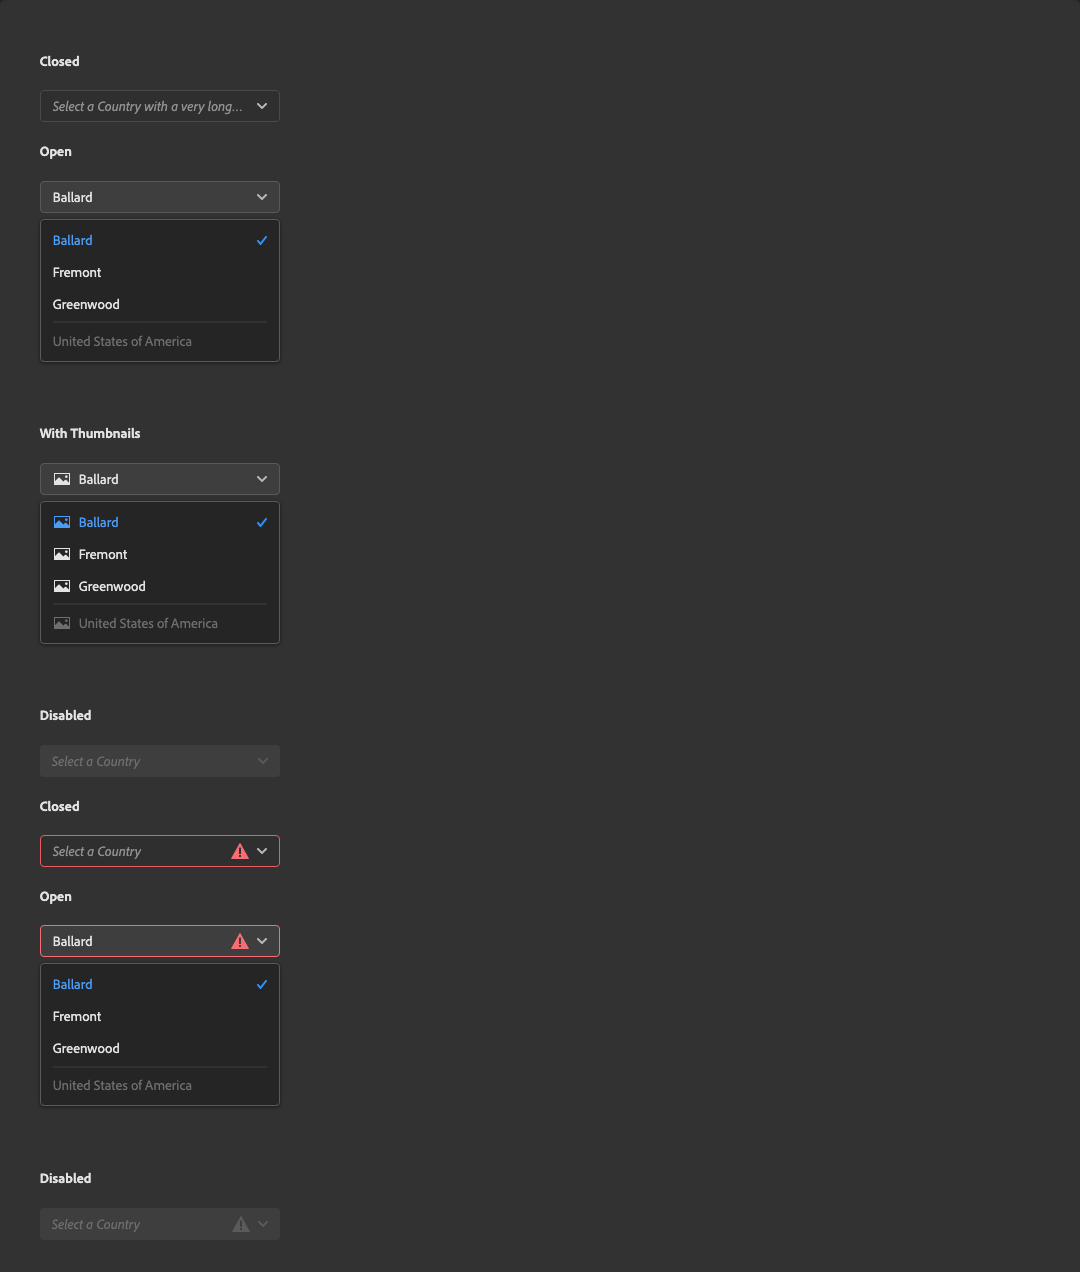 Closed
Select a Country with a very long...
Open
Ballard
Ballard
Fremont
Greenwood
United States of America
With Thumbnails
Ballard
Ballard
Fremont
Greenwood
United States of America
Disabled
Select a Country
Closed
Select a Country
Open
Ballard
Ballard
Fremont
Greenwood
United States of America
Disabled
Select a Country